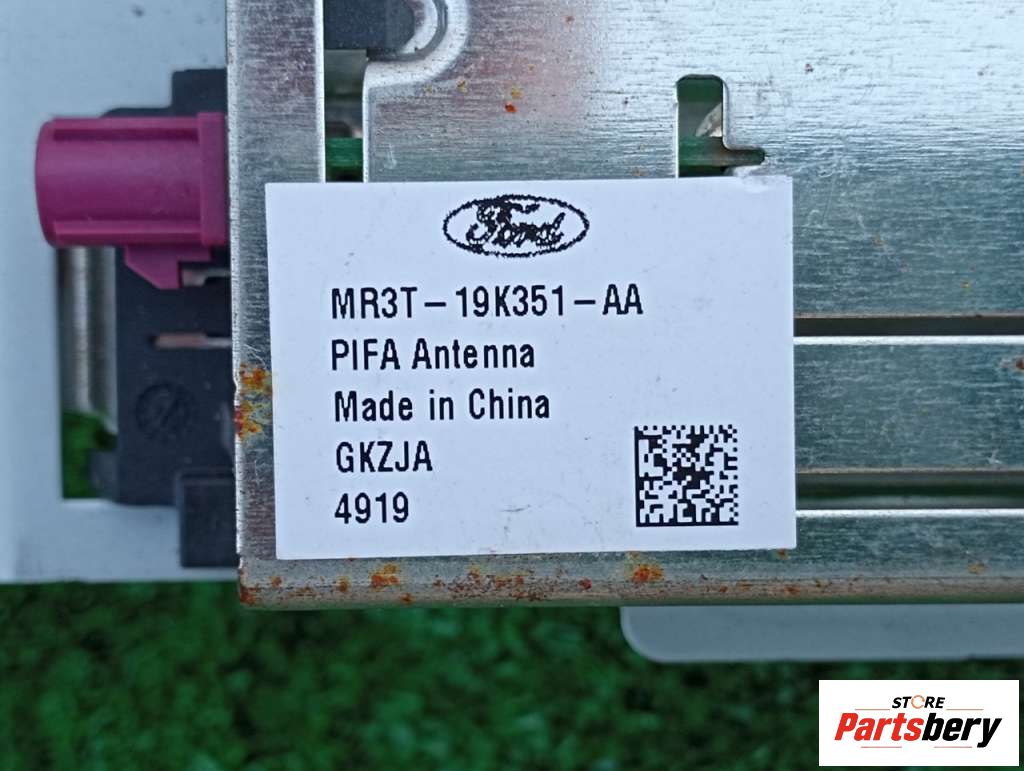 Ford
MR3T-19K351-AA
PIFA Antenna
Made in China
GKZJA
4919
STORE
Partsbery